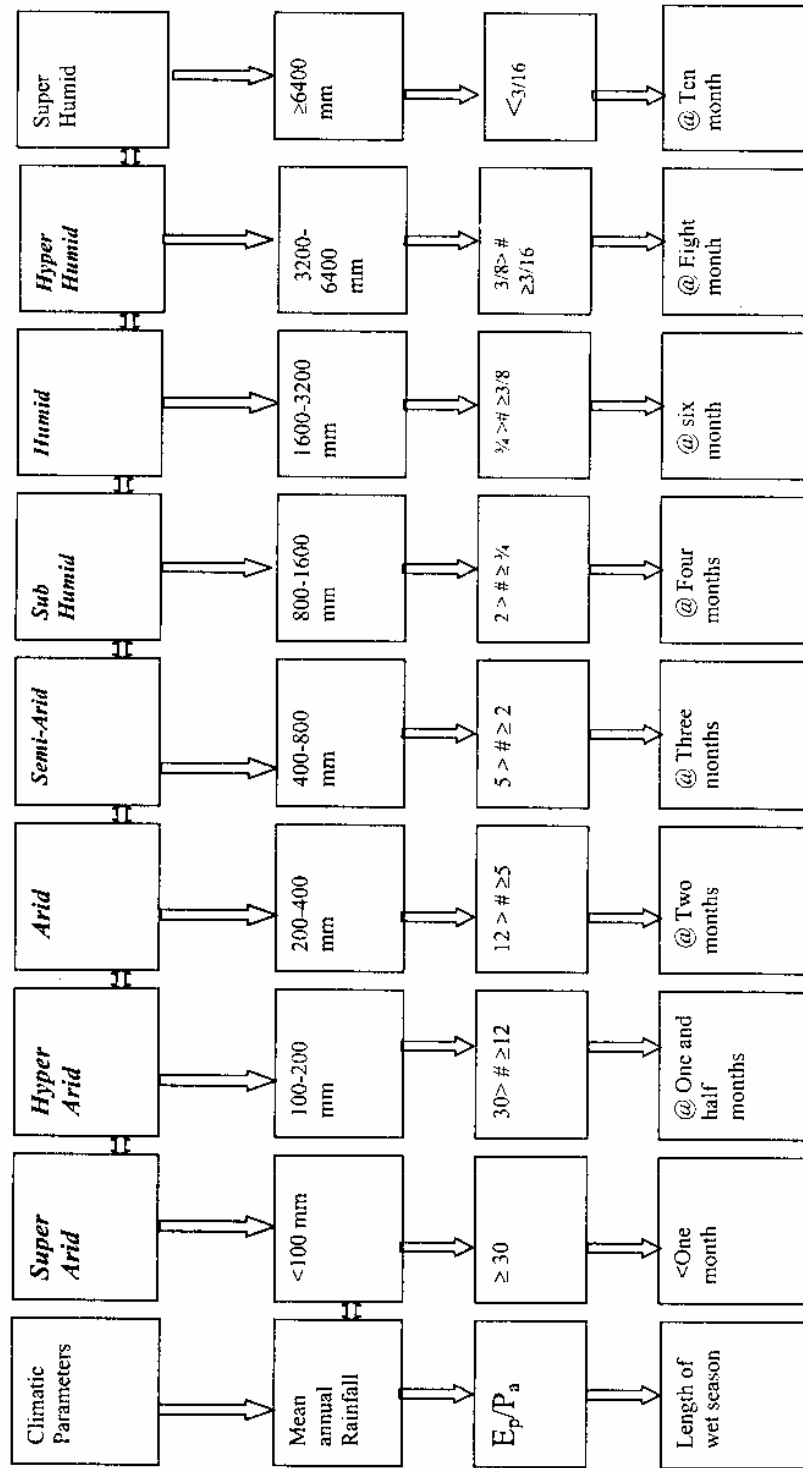 Climatic
Parameters
Super
Arid
Hyper
Arid
Arid
Semi-Arid
Sub
Humid
Humid
Hyper
Humid
Super
Humid
Mean
annual
Rainfall
<100 mm
100-200
mm
200-400
mm
400-800
mm
800-1600
mm
1600-3200
mm
3200-
6400
mm
≥6400
mm
Ep/Pa
≥ 30
30> # ≥12
12 > # ≥5
5 > # ≥ 2
2 > # ≥ ¾
¾ ># ≥3/8
3/8> #
≥3/16
<3/16
Length of
wet season
<One
month
@ One and
half
months
@ Two
months
@ Three
months
@ Four
months
@ six
month
@ Eight
month
@ Ten
month